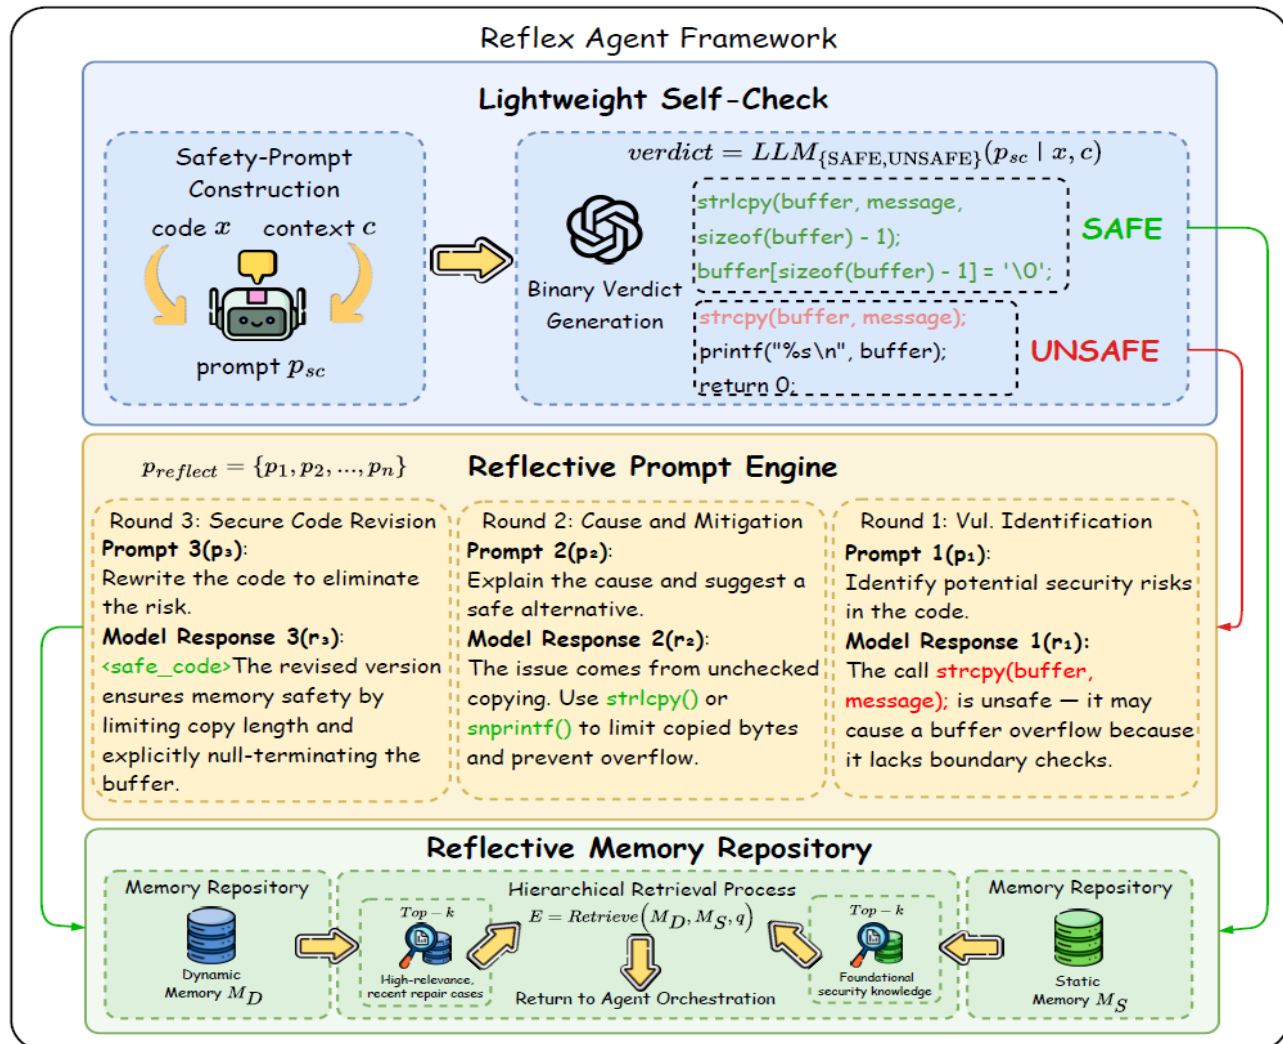 Reflex Agent Framework
Lightweight Self-Check
Safety-Prompt
Construction
code x context c
prompt p_{sc}
verdict = LLM_{\{SAFE,UNSAFE\}}(p_{sc} | x, c)
Binary Verdict
Generation
strlcpy(buffer, message,
sizeof(buffer) - 1);
buffer[sizeof(buffer) - 1] = '\0';
SAFE
strcpy(buffer, message);
printf("%s\n", buffer);
return 0;
UNSAFE
p_{reflect} = {p_1, p_2, ..., p_n}
Reflective Prompt Engine
Round 3: Secure Code Revision
Prompt 3(p₃):
Rewrite the code to eliminate
the risk.
Model Response 3(r₃):
<safe_code>The revised version
ensures memory safety by
limiting copy length and
explicitly null-terminating the
buffer.
Round 2: Cause and Mitigation
Prompt 2(p₂):
Explain the cause and suggest a
safe alternative.
Model Response 2(r₂):
The issue comes from unchecked
copying. Use strlcpy() or
snprintf() to limit copied bytes
and prevent overflow.
Round 1: Vul. Identification
Prompt 1(p₁):
Identify potential security risks
in the code.
Model Response 1(r₁):
The call strcpy(buffer,
message); is unsafe — it may
cause a buffer overflow because
it lacks boundary checks.
Reflective Memory Repository
Memory Repository
Dynamic
Memory M_D
Hierarchical Retrieval Process
Top - k
High-relevance,
recent repair cases
E = Retrieve(M_D, M_S, q)
Return to Agent Orchestration
Top - k
Foundational
security knowledge
Memory Repository
Static
Memory M_S